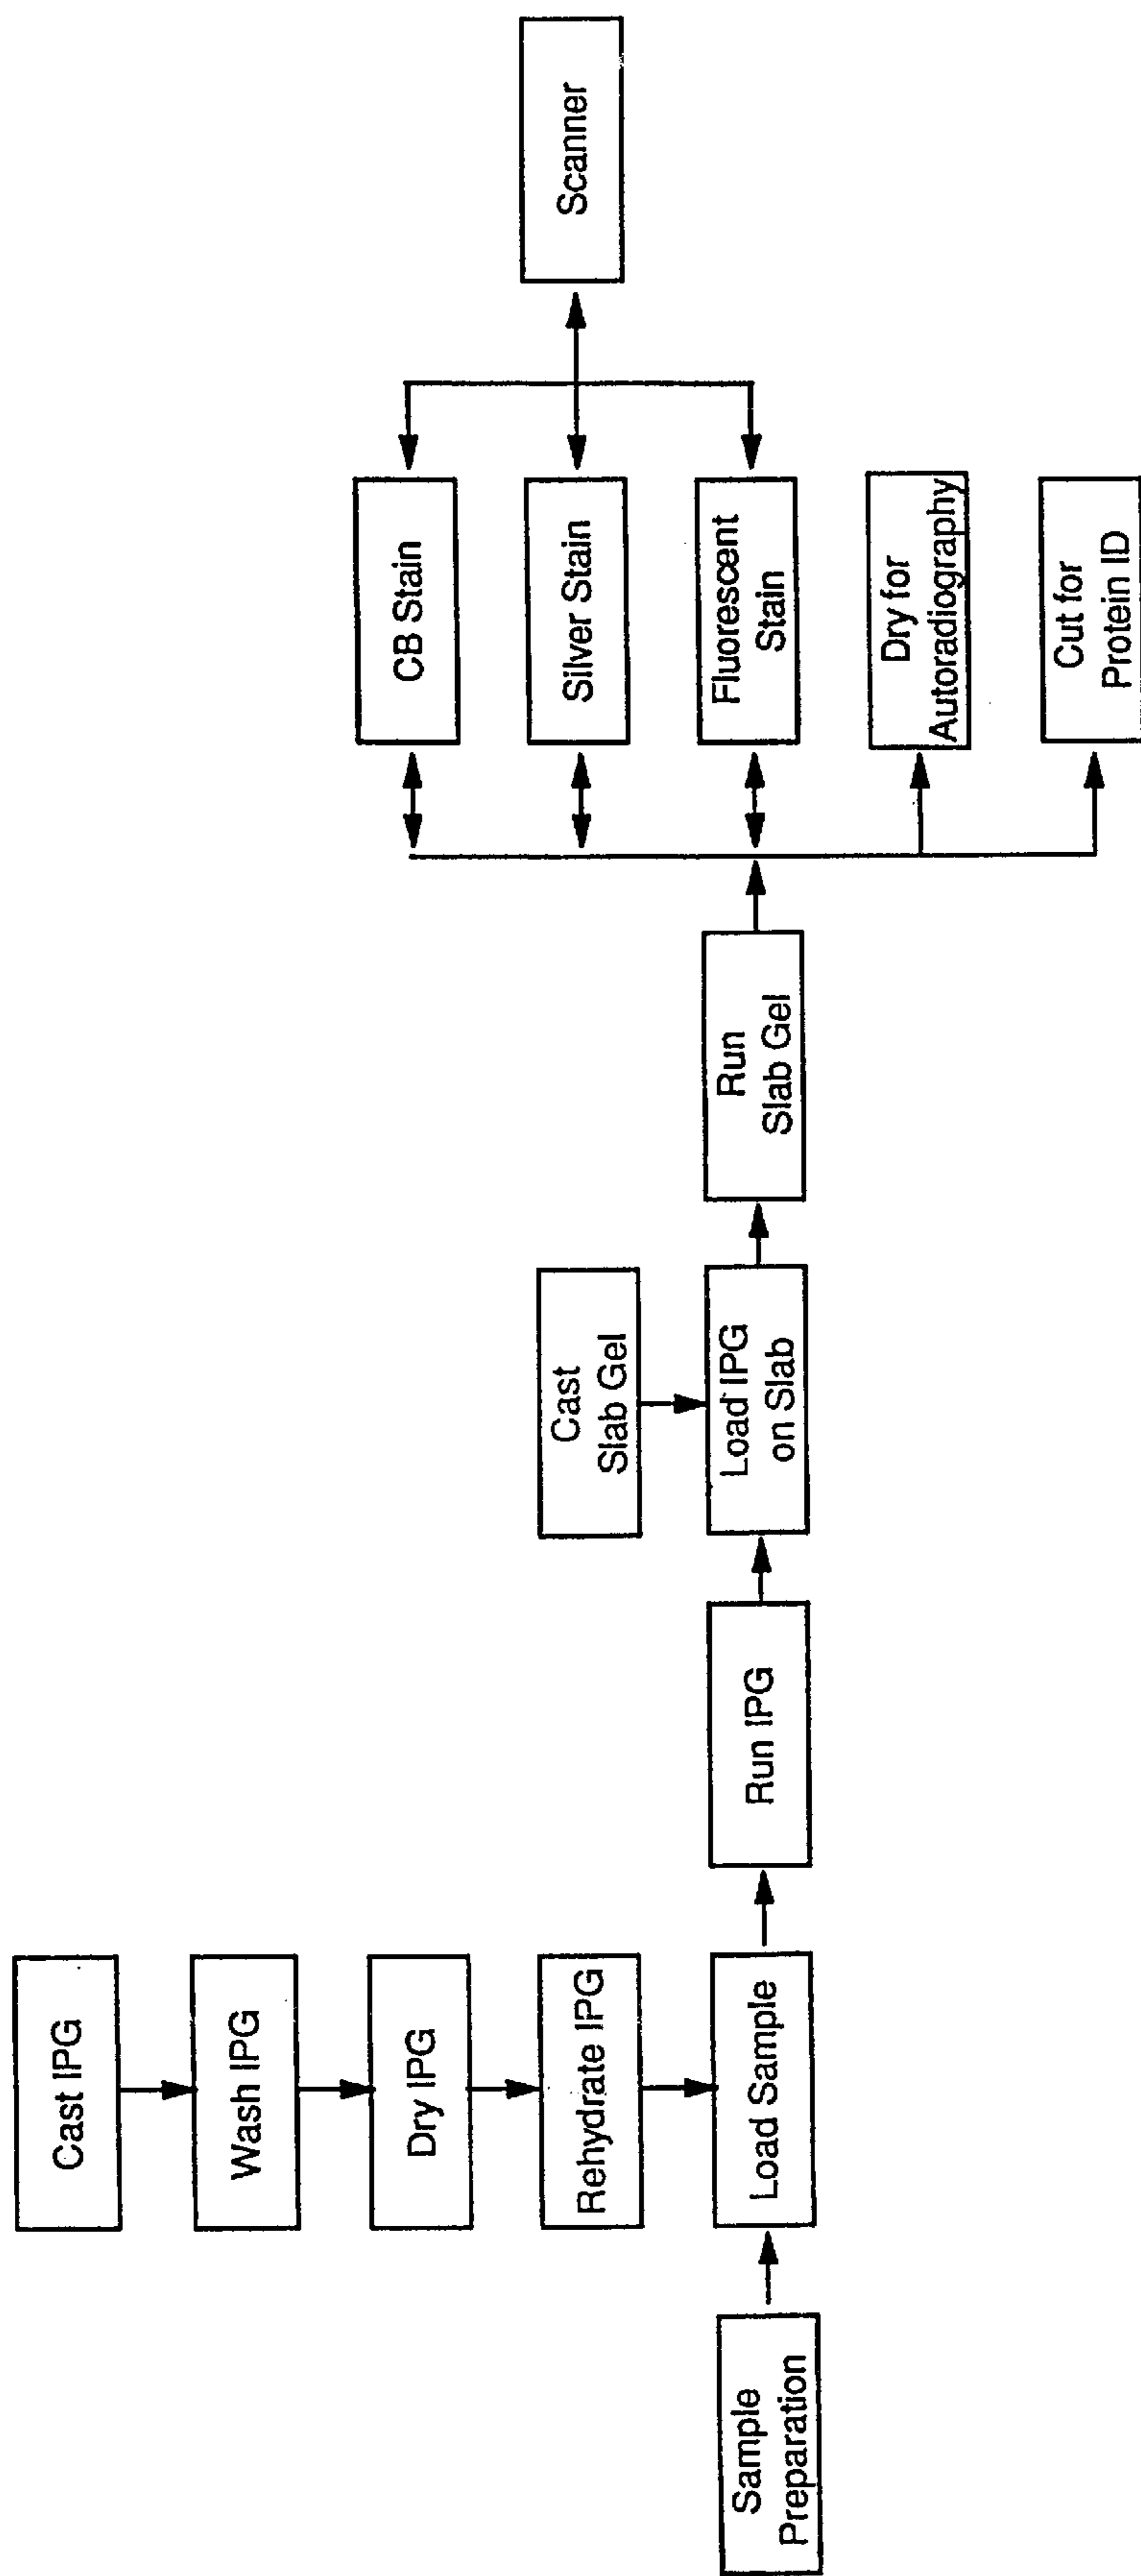 Cast IPG
Wash IPG
Dry IPG
Rehydrate IPG
Sample
Preparation
Load Sample
Run IPG
Cast
Slab Gel
Load IPG
on Slab
Run
Slab Gel
CB Stain
Silver Stain
Fluorescent
Stain
Dry for
Autoradiography
Cut for
Protein ID
Scanner